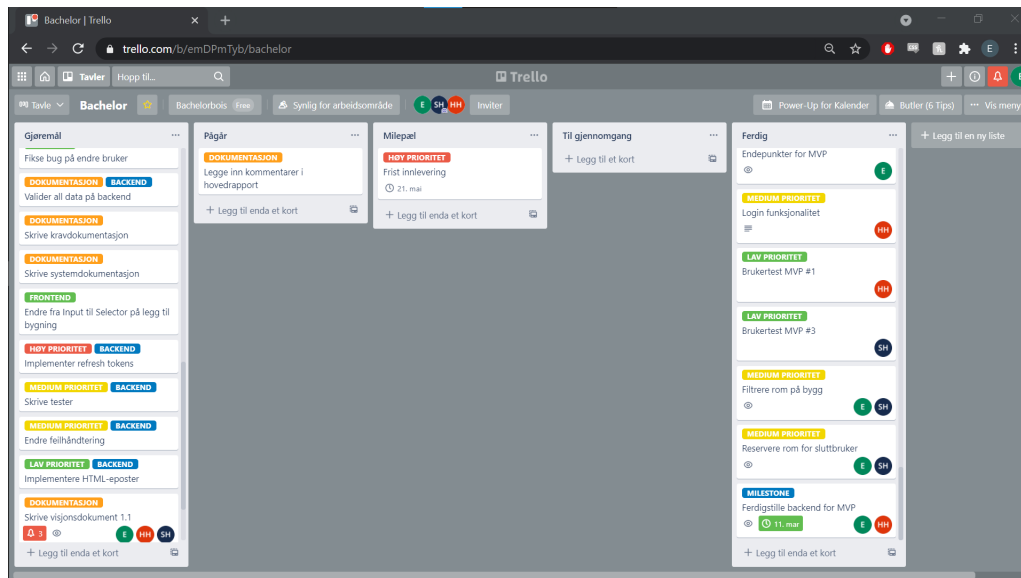 Bachelor | Trello
trello.com/b/emDPmTyb/bachelor
E
Tavler
Hopp til...
Trello
Tavle
Bachelor
Bachelorbois Free
Synlig for arbeidsområde
E SH HH
Inviter
Power-Up for Kalender
Butler (6 Tips)
Vis meny
Gjøremål
Fikse bug på endre bruker
DOKUMENTASJON BACKEND
Valider all data på backend
DOKUMENTASJON
Skrive kravdokumentasjon
DOKUMENTASJON
Skrive systemdokumentasjon
FRONTEND
Endre fra Input til Selector på legg til
bygning
HØY PRIORITET BACKEND
Implementer refresh tokens
MEDIUM PRIORITET BACKEND
Skrive tester
MEDIUM PRIORITET BACKEND
Endre feilhåndtering
LAV PRIORITET BACKEND
Implementere HTML-eposter
DOKUMENTASJON
Skrive visjonsdokument 1.1
3 E HH SH
+ Legg til enda et kort
Pågår
DOKUMENTASJON
Legge inn kommentarer i
hovedrapport
+ Legg til enda et kort
Milepæl
HØY PRIORITET
Frist innlevering
21. mai
+ Legg til enda et kort
Til gjennomgang
+ Legg til et kort
Ferdig
Endepunkter for MVP
E
MEDIUM PRIORITET
Login funksjonalitet
HH
LAV PRIORITET
Brukertest MVP #1
HH
LAV PRIORITET
Brukertest MVP #3
SH
MEDIUM PRIORITET
Filtrere rom på bygg
E SH
MEDIUM PRIORITET
Reservere rom for sluttbruker
E SH
MILESTONE
Ferdigstille backend for MVP
11. mar E HH
+ Legg til enda et kort
+ Legg til en ny liste